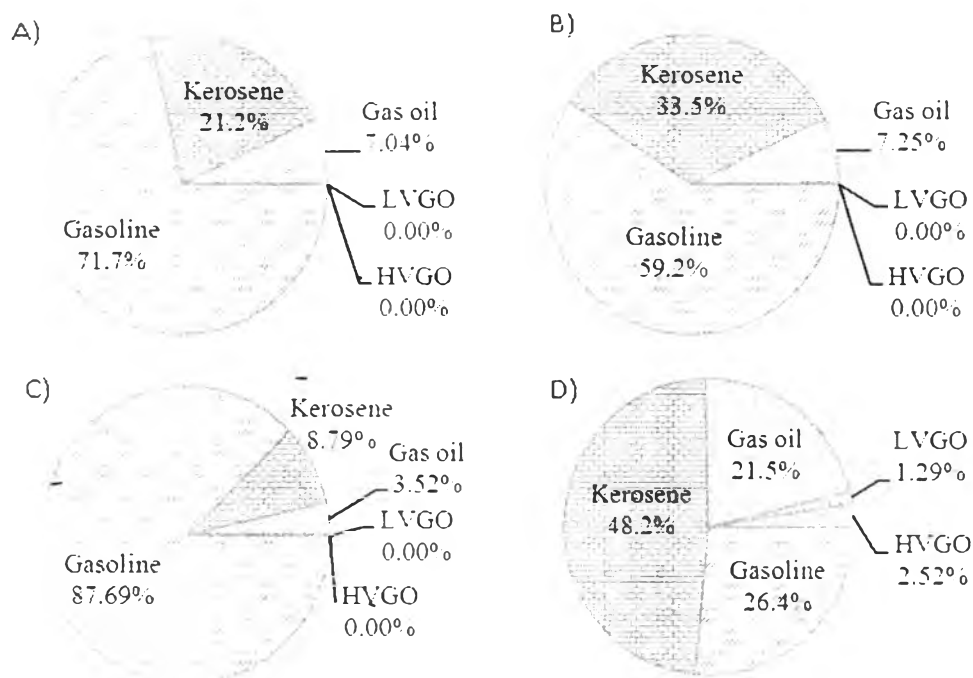 A)
Kerosene
21.2%
Gas oil
7.04%
LVGO
0.00%
HVGO
0.00%
Gasoline
71.7%
B)
Kerosene
33.5%
Gas oil
7.25%
LVGO
0.00%
HVGO
0.00%
Gasoline
59.2%
C)
Kerosene
8.79%
Gas oil
3.52%
LVGO
0.00%
HVGO
0.00%
Gasoline
87.69%
D)
Gas oil
21.5%
LVGO
1.29%
HVGO
2.52%
Kerosene
48.2%
Gasoline
26.4%